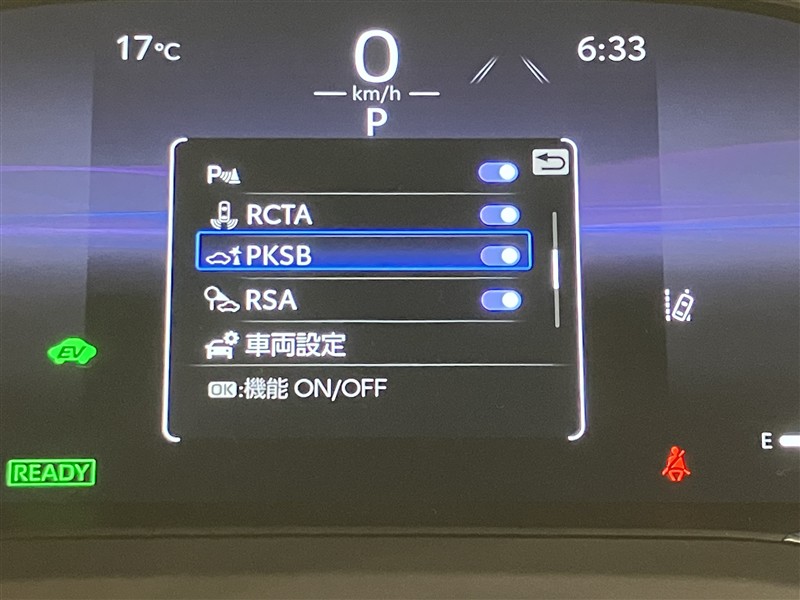 17°C
0
km/h
6:33
P
P
RCTA
PKSB
RSA
車両設定
OK:機能 ON/OFF
EV
READY
E